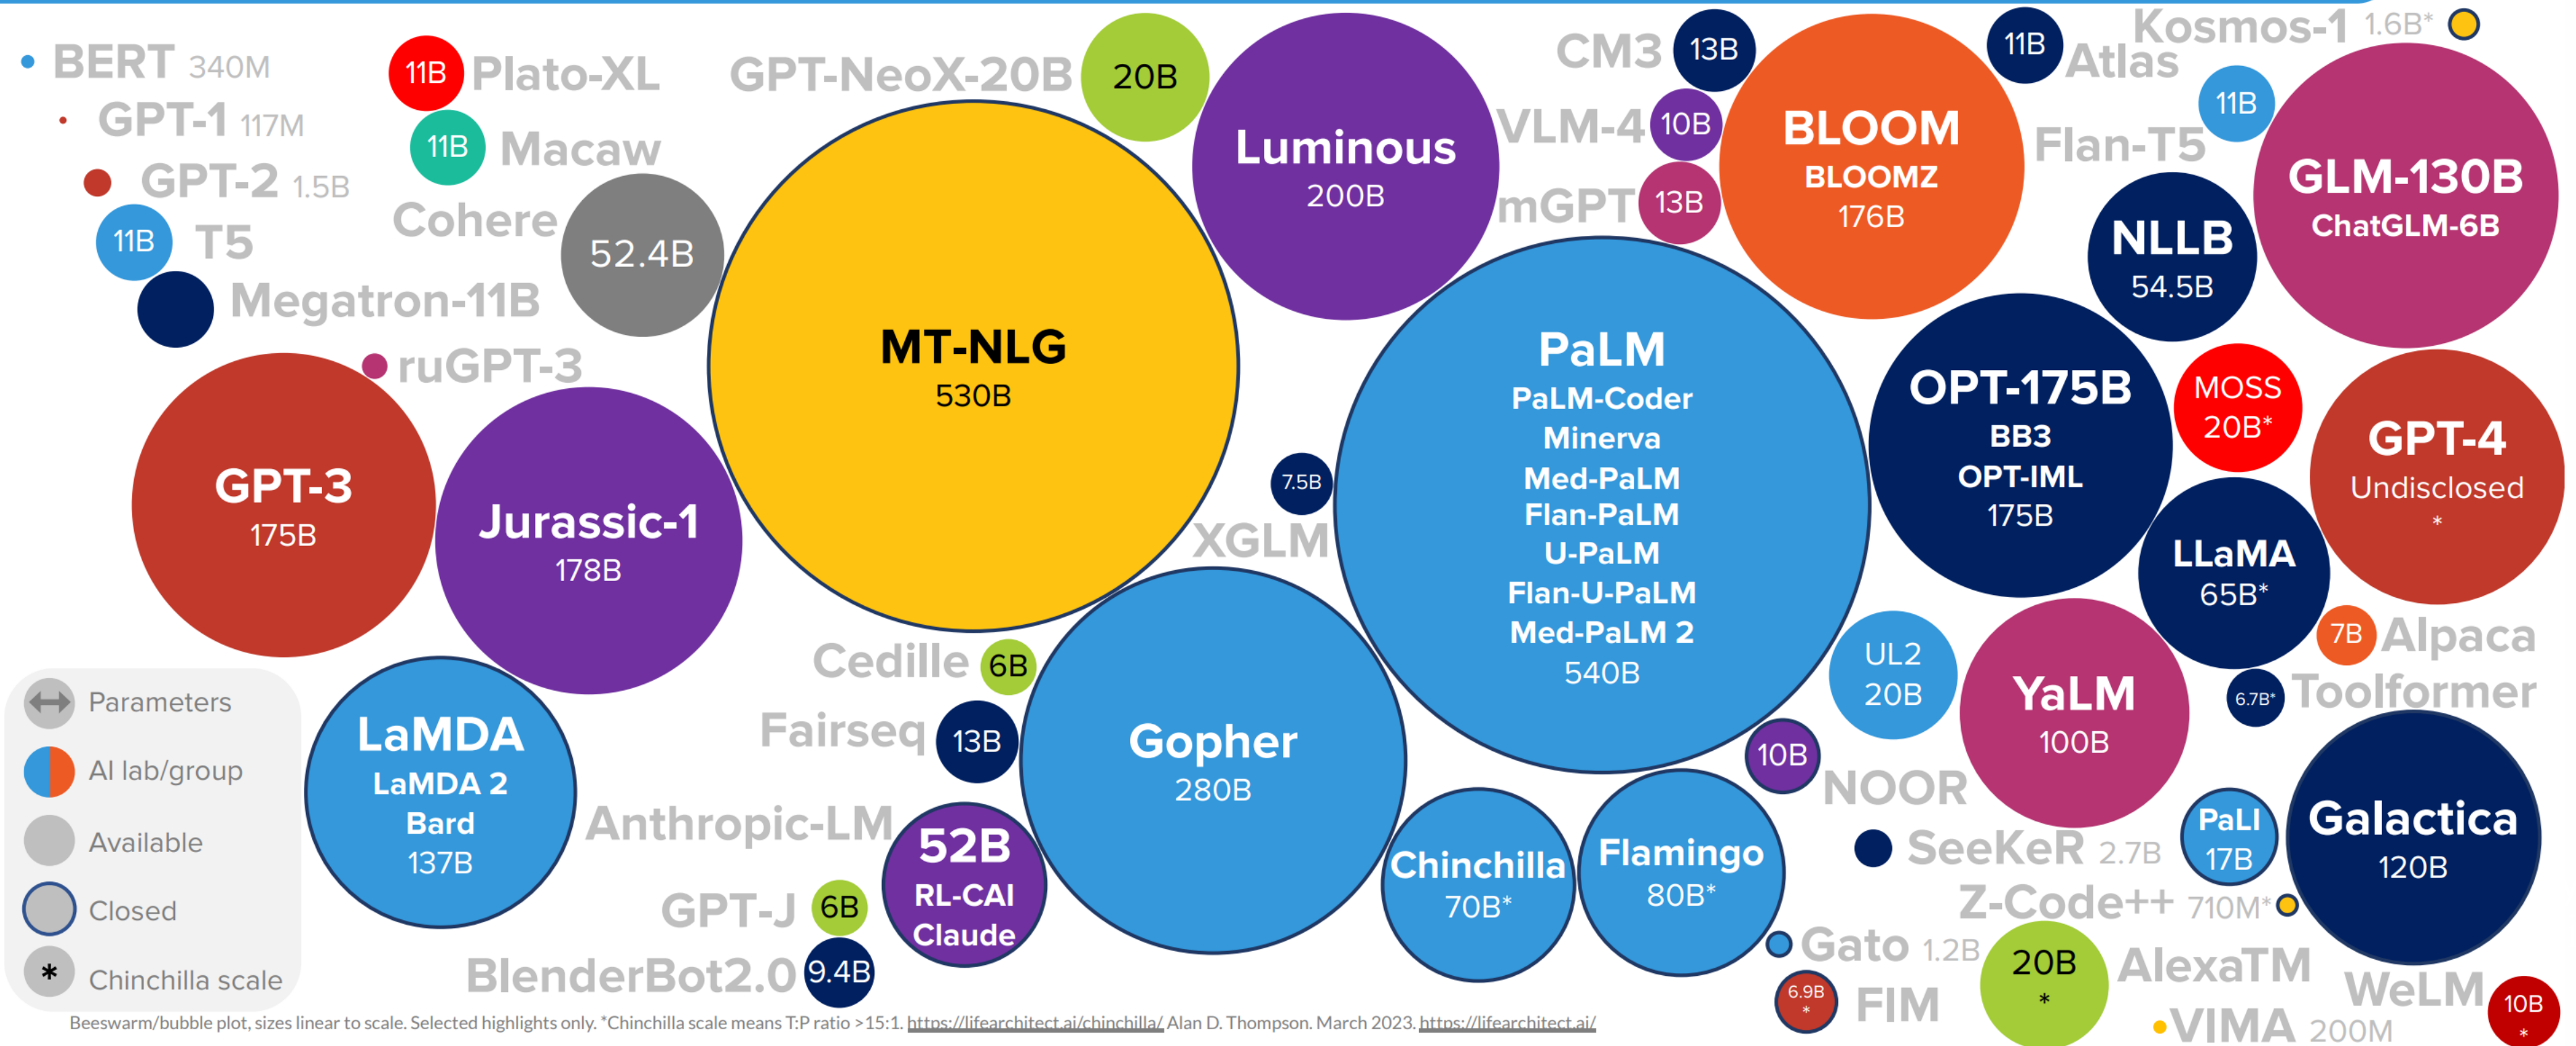 BERT 340M
GPT-1 117M
GPT-2 1.5B
11B T5
Megatron-11B
ruGPT-3
11B Plato-XL
11B Macaw
Cohere
52.4B
GPT-NeoX-20B 20B
GPT-3
175B
Jurassic-1
178B
MT-NLG
530B
Luminous
200B
CM3 13B
VLM-4 10B
mGPT 13B
BLOOM
BLOOMZ
176B
11B Atlas
Kosmos-1 1.6B*
11B
Flan-T5
GLM-130B
ChatGLM-6B
NLLB
54.5B
7.5B
XGLM
PaLM
PaLM-Coder
Minerva
Med-PaLM
Flan-PaLM
U-PaLM
Flan-U-PaLM
Med-PaLM 2
540B
OPT-175B
BB3
OPT-IML
175B
MOSS
20B*
GPT-4
Undisclosed
*
LLaMA
65B*
7B Alpaca
6.7B* Toolformer
UL2
20B
YaLM
100B
LaMDA
LaMDA 2
Bard
137B
Cedille 6B
Fairseq 13B
Gopher
280B
Anthropic-LM
52B
RL-CAI
Claude
GPT-J 6B
BlenderBot2.0 9.4B
Chinchilla
70B*
Flamingo
80B*
10B
NOOR
SeeKeR 2.7B
PaLI
17B
Galactica
120B
Z-Code++ 710M*
Gato 1.2B
6.9B
*
FIM
20B
*
AlexaTM
WeLM
10B
*
VIMA 200M
Parameters
AI lab/group
Available
Closed
* Chinchilla scale
Beeswarm/bubble plot, sizes linear to scale. Selected highlights only. *Chinchilla scale means T:P ratio >15:1. https://lifearchitect.ai/chinchilla/ Alan D. Thompson. March 2023. https://lifearchitect.ai/